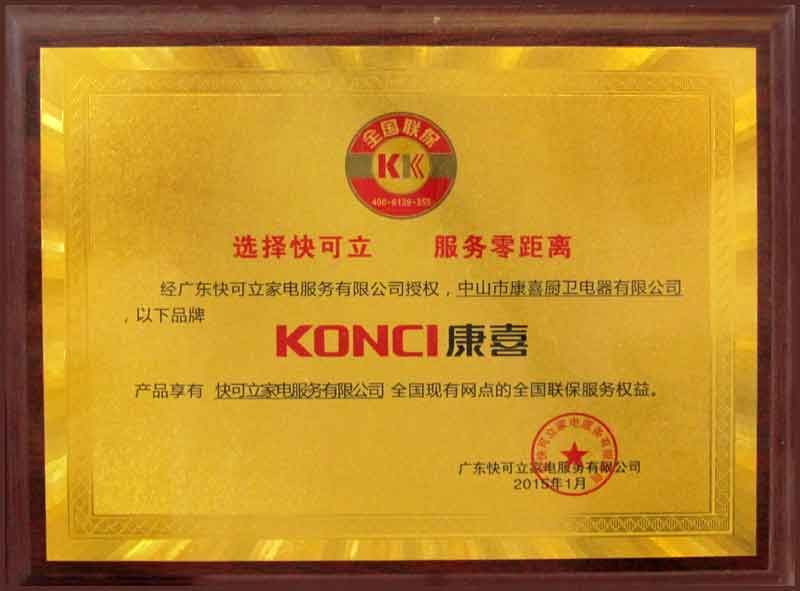 全国联保
KK
400-6139-355
选择快可立 服务零距离
经广东快可立家电服务有限公司授权，中山市康喜厨卫电器有限公司
，以下品牌
KONCI康喜
产品享有 快可立家电服务有限公司 全国现有网点的全国联保服务权益。
广东快可立家电服务有限公司
2015年1月